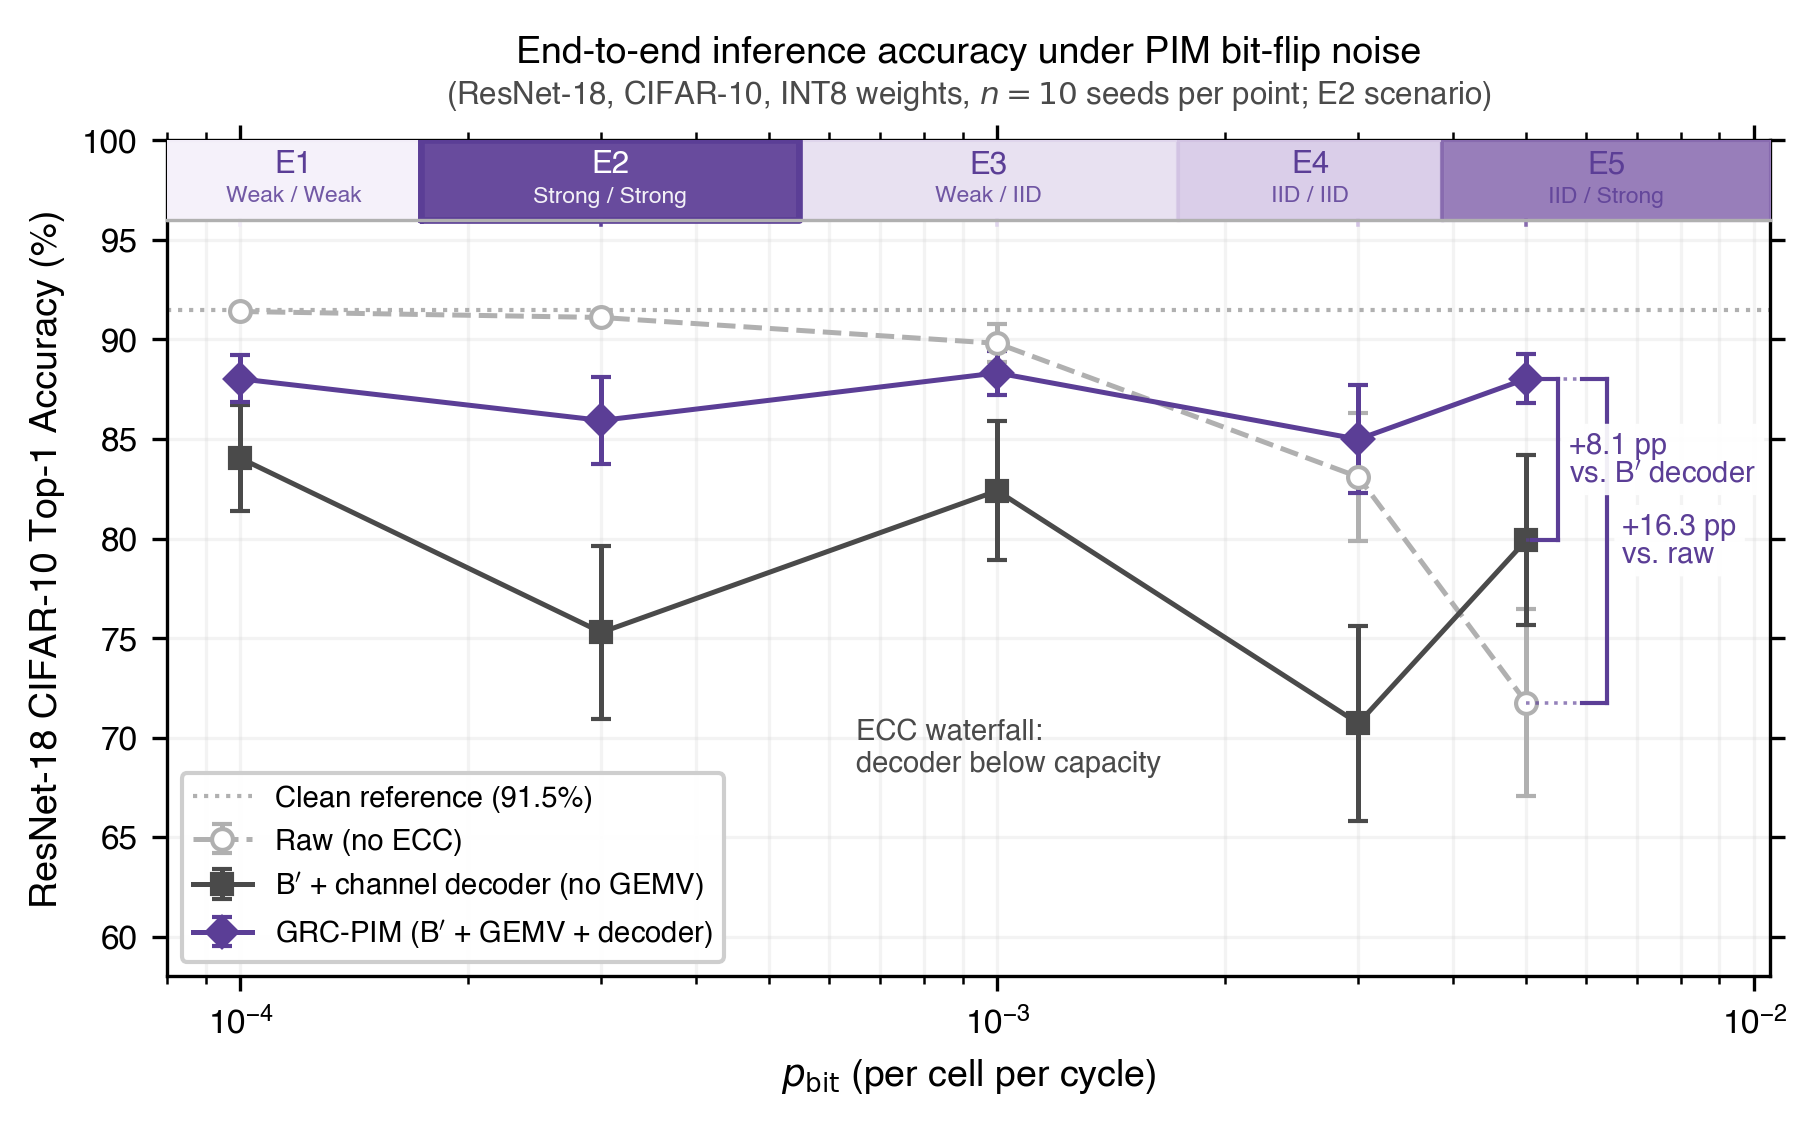 End-to-end inference accuracy under PIM bit-flip noise
(ResNet-18, CIFAR-10, INT8 weights, n = 10 seeds per point; E2 scenario)
E1
Weak / Weak
E2
Strong / Strong
E3
Weak / IID
E4
IID / IID
E5
IID / Strong
ResNet-18 CIFAR-10 Top-1 Accuracy (%)
100
95
90
85
80
75
70
65
60
+8.1 pp
vs. B′ decoder
+16.3 pp
vs. raw
ECC waterfall:
decoder below capacity
Clean reference (91.5%)
Raw (no ECC)
B′ + channel decoder (no GEMV)
GRC-PIM (B′ + GEMV + decoder)
10⁻⁴
10⁻³
10⁻²
p_bit (per cell per cycle)